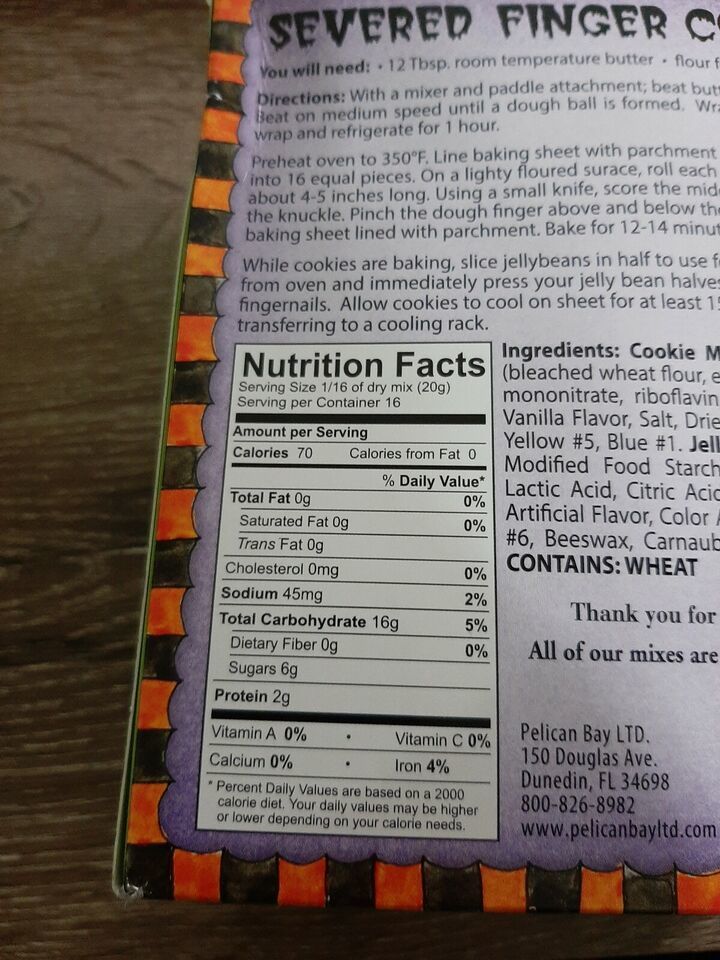 SEVERED FINGER
You will need: • 12 Tbsp. room temperature butter • flour
Directions: With a mixer and paddle attachment; beat
Beat on medium speed until a dough ball is formed.
wrap and refrigerate for 1 hour.
Preheat oven to 350°F. Line baking sheet with parchment
into 16 equal pieces. On a lighty floured surace, roll each
about 4-5 inches long. Using a small knife, score the
the knuckle. Pinch the dough finger above and below
baking sheet lined with parchment. Bake for 12-14
While cookies are baking, slice jellybeans in half to use
from oven and immediately press your jelly bean
fingernails. Allow cookies to cool on sheet for at least
transferring to a cooling rack.
Nutrition Facts
Serving Size 1/16 of dry mix (20g)
Serving per Container 16
Amount per Serving
Calories 70 Calories from Fat 0
% Daily Value*
Total Fat 0g 0%
Saturated Fat 0g 0%
Trans Fat 0g
Cholesterol 0mg 0%
Sodium 45mg 2%
Total Carbohydrate 16g 5%
Dietary Fiber 0g 0%
Sugars 6g
Protein 2g
Vitamin A 0% • Vitamin C 0%
Calcium 0% • Iron 4%
* Percent Daily Values are based on a 2000
calorie diet. Your daily values may be higher
or lower depending on your calorie needs.
Ingredients: Cookie
(bleached wheat flour,
mononitrate,
Vanilla Flavor, Salt,
Yellow #5, Blue #1.
Modified Food Starch
Lactic Acid, Citric
Artificial Flavor, Color
#6, Beeswax,
CONTAINS: WHEAT
Thank you for
All of our mixes are
Pelican Bay LTD.
150 Douglas Ave.
Dunedin, FL 34698
800-826-8982
www.pelicanbayltd.com